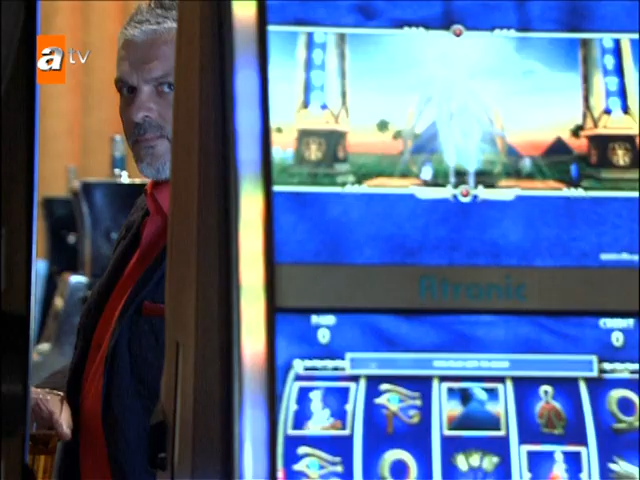 atv
Atronic
PAID
0
CREDIT
0